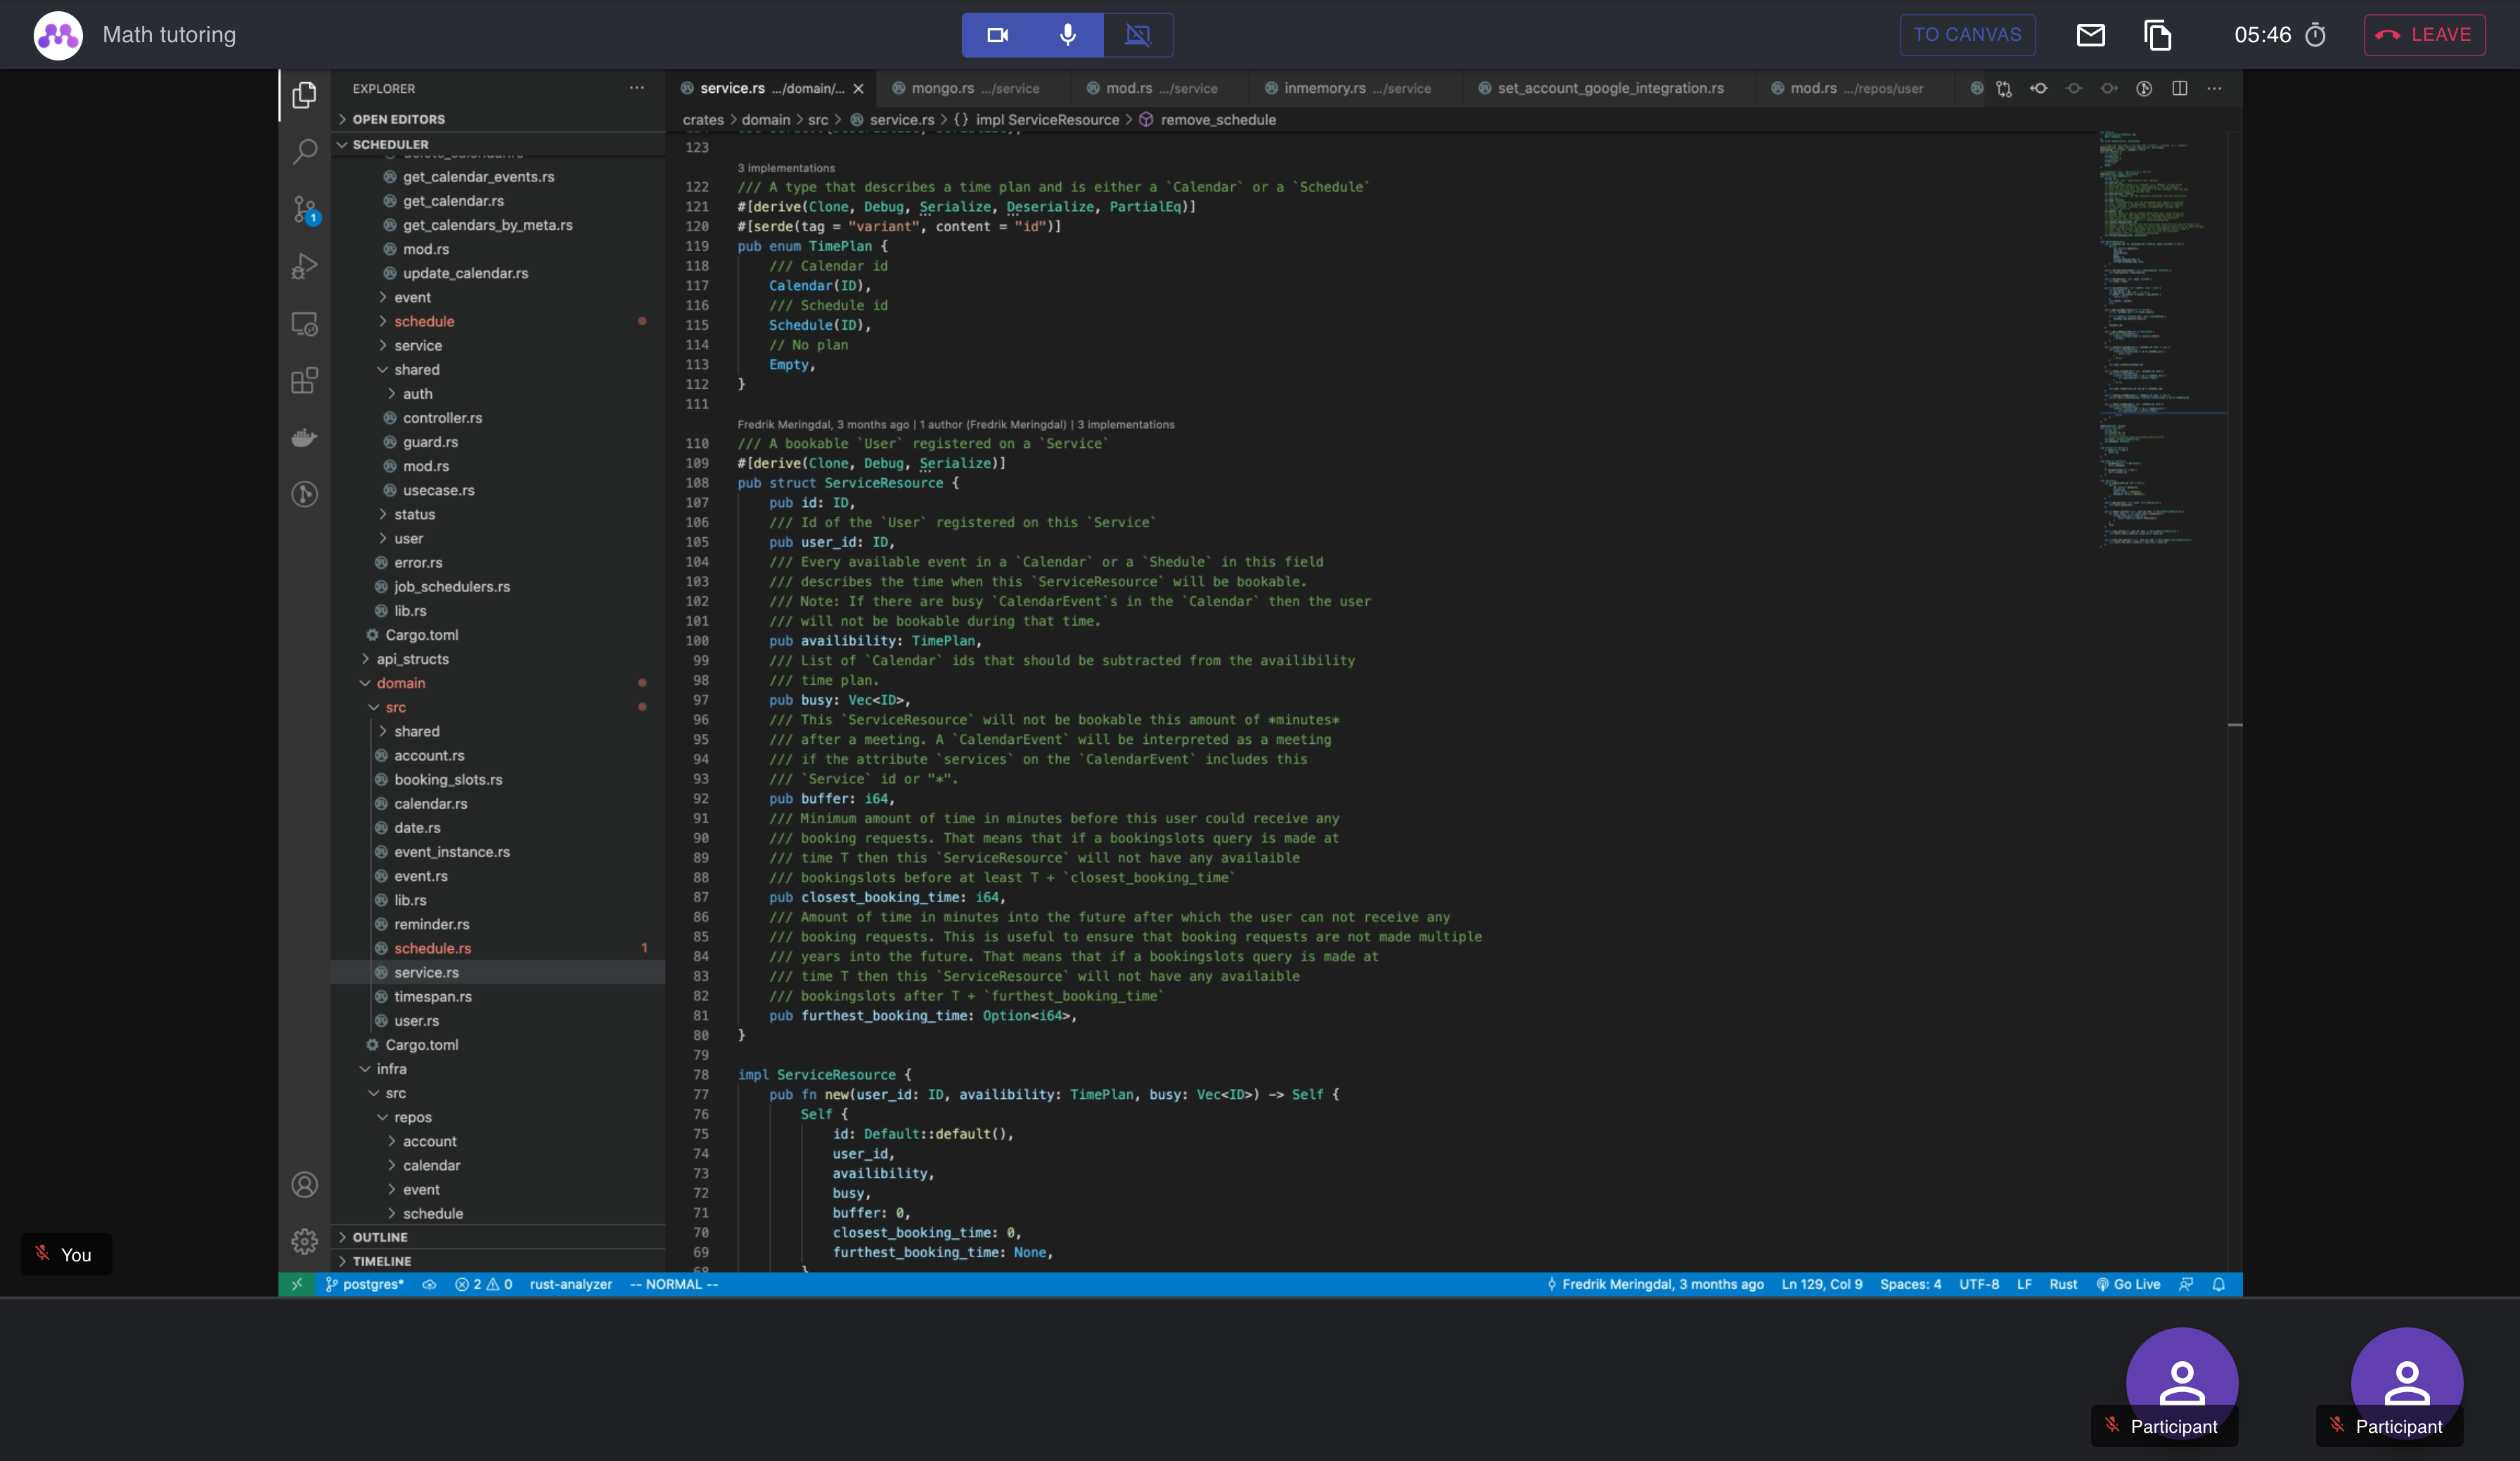 Math tutoring
TO CANVAS
05:46
LEAVE
EXPLORER
OPEN EDITORS
SCHEDULER
delete_calendar.rs
get_calendar_events.rs
get_calendar.rs
get_calendars_by_meta.rs
mod.rs
update_calendar.rs
event
schedule
service
shared
auth
controller.rs
guard.rs
mod.rs
usecase.rs
status
user
error.rs
job_schedulers.rs
lib.rs
Cargo.toml
api_structs
domain
src
shared
account.rs
booking_slots.rs
calendar.rs
date.rs
event_instance.rs
event.rs
lib.rs
reminder.rs
schedule.rs 1
service.rs
timespan.rs
user.rs
Cargo.toml
infra
src
repos
account
calendar
event
schedule
OUTLINE
TIMELINE
1
service.rs .../domain/... mongo.rs .../service mod.rs .../service inmemory.rs .../service set_account_google_integration.rs mod.rs .../repos/user
crates > domain > src > service.rs > {} impl ServiceResource > remove_schedule
123
3 implementations
122 /// A type that describes a time plan and is either a `Calendar` or a `Schedule`
121 #[derive(Clone, Debug, Serialize, Deserialize, PartialEq)]
120 #[serde(tag = "variant", content = "id")]
119 pub enum TimePlan {
118 /// Calendar id
117 Calendar(ID),
116 /// Schedule id
115 Schedule(ID),
114 // No plan
113 Empty,
112 }
111
Fredrik Meringdal, 3 months ago | 1 author (Fredrik Meringdal) | 3 implementations
110 /// A bookable `User` registered on a `Service`
109 #[derive(Clone, Debug, Serialize)]
108 pub struct ServiceResource {
107 pub id: ID,
106 /// Id of the `User` registered on this `Service`
105 pub user_id: ID,
104 /// Every available event in a `Calendar` or a `Shedule` in this field
103 /// describes the time when this `ServiceResource` will be bookable.
102 /// Note: If there are busy `CalendarEvent`s in the `Calendar` then the user
101 /// will not be bookable during that time.
100 pub availibility: TimePlan,
99 /// List of `Calendar` ids that should be subtracted from the availibility
98 /// time plan.
97 pub busy: Vec<ID>,
96 /// This `ServiceResource` will not be bookable this amount of *minutes*
95 /// after a meeting. A `CalendarEvent` will be interpreted as a meeting
94 /// if the attribute `services` on the `CalendarEvent` includes this
93 /// `Service` id or "*".
92 pub buffer: i64,
91 /// Minimum amount of time in minutes before this user could receive any
90 /// booking requests. That means that if a bookingslots query is made at
89 /// time T then this `ServiceResource` will not have any availaible
88 /// bookingslots before at least T + `closest_booking_time`
87 pub closest_booking_time: i64,
86 /// Amount of time in minutes into the future after which the user can not receive any
85 /// booking requests. This is useful to ensure that booking requests are not made multiple
84 /// years into the future. That means that if a bookingslots query is made at
83 /// time T then this `ServiceResource` will not have any availaible
82 /// bookingslots after T + `furthest_booking_time`
81 pub furthest_booking_time: Option<i64>,
80 }
79
78 impl ServiceResource {
77 pub fn new(user_id: ID, availibility: TimePlan, busy: Vec<ID>) -> Self {
76 Self {
75 id: Default::default(),
74 user_id,
73 availibility,
72 busy,
71 buffer: 0,
70 closest_booking_time: 0,
69 furthest_booking_time: None,
68 }
postgres* 2 0 rust-analyzer -- NORMAL -- Fredrik Meringdal, 3 months ago Ln 129, Col 9 Spaces: 4 UTF-8 LF Rust Go Live
You
Participant
Participant